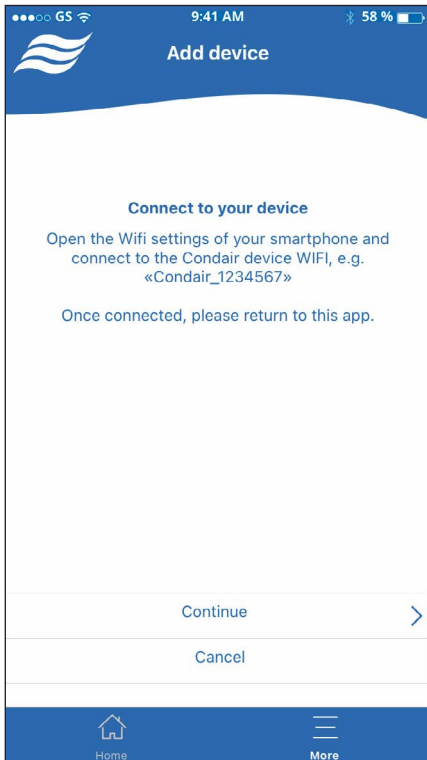 GS 9:41 AM 58 %
Add device
Connect to your device
Open the Wifi settings of your smartphone and
connect to the Condair device WIFI, e.g.
«Condair_1234567»
Once connected, please return to this app.
Continue
Cancel
Home More